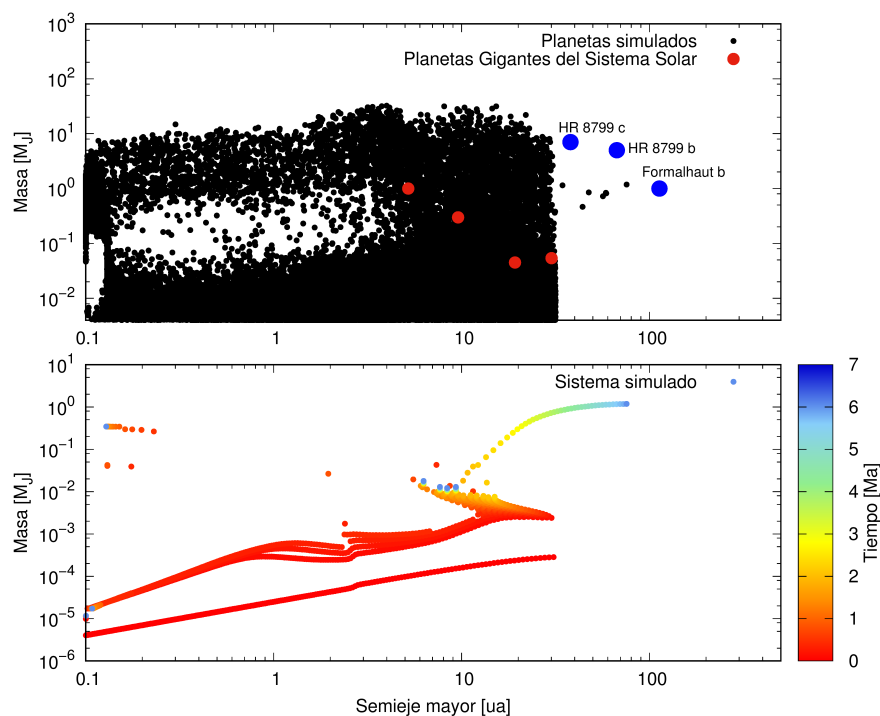 10^3
10^2
10^1
10^0
10^-1
10^-2
Masa [M_J]
Planetas simulados
Planetas Gigantes del Sistema Solar
HR 8799 c
HR 8799 b
Formalhaut b
0.1 1 10 100
10^1
10^0
10^-1
10^-2
10^-3
10^-4
10^-5
10^-6
Masa [M_J]
Sistema simulado
0.1 1 10 100
Semieje mayor [ua]
7
6
5
4
3
2
1
0
Tiempo [Ma]